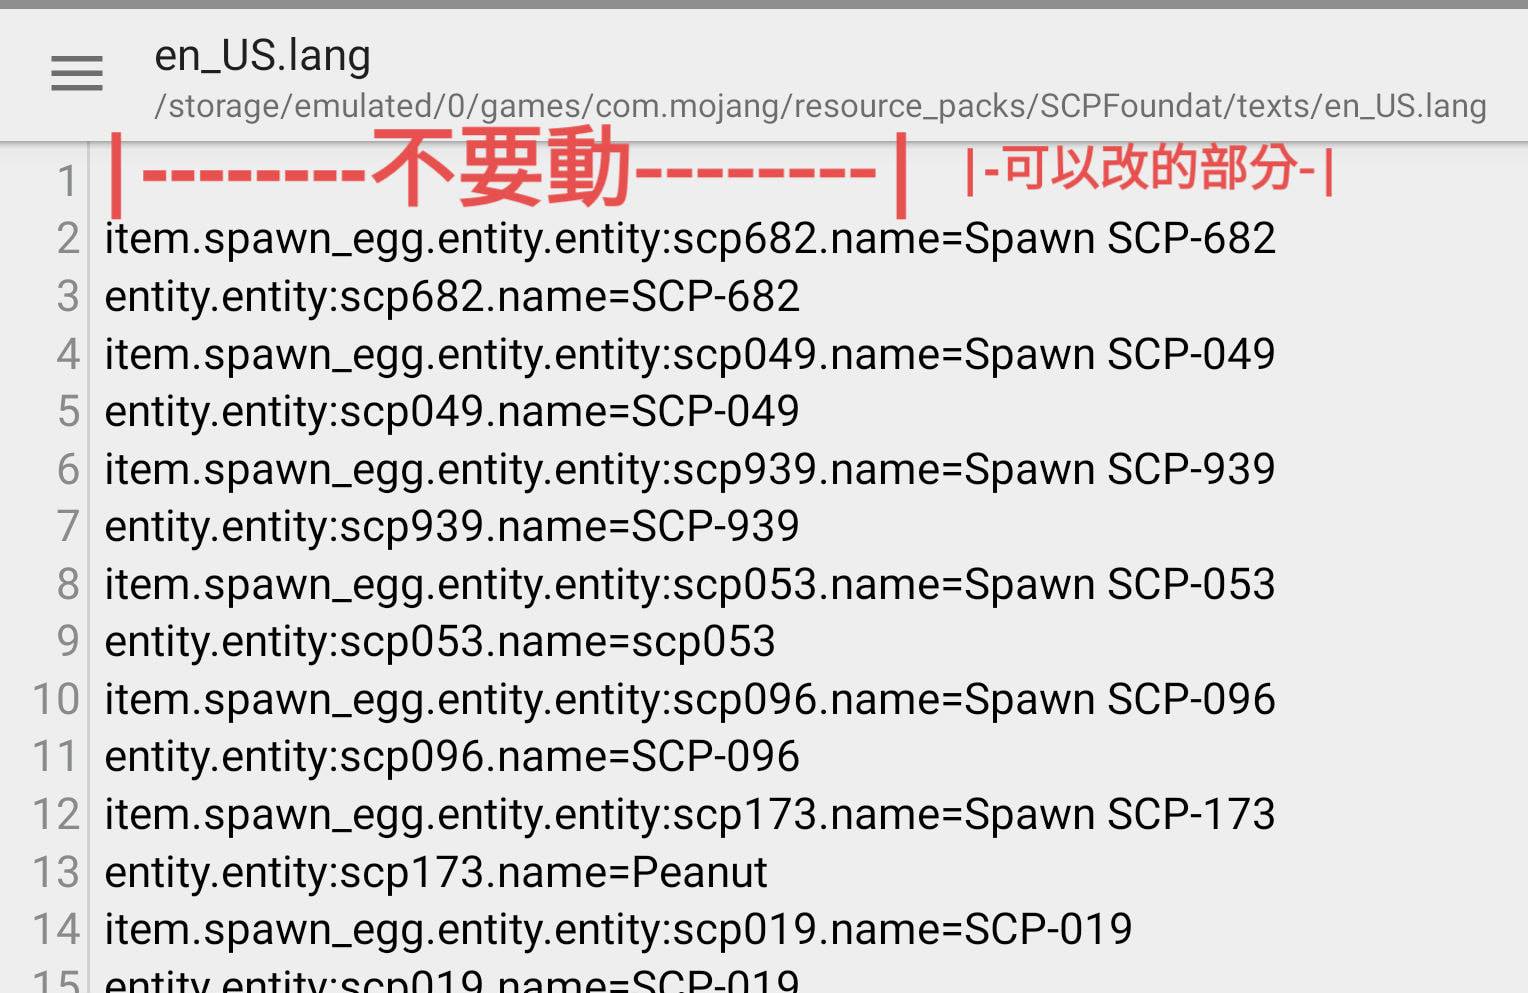 en_US.lang
/storage/emulated/0/games/com.mojang/resource_packs/SCPFoundat/texts/en_US.lang
1 |--------不要動--------| |-可以改的部分-|
2 item.spawn_egg.entity.entity:scp682.name=Spawn SCP-682
3 entity.entity:scp682.name=SCP-682
4 item.spawn_egg.entity.entity:scp049.name=Spawn SCP-049
5 entity.entity:scp049.name=SCP-049
6 item.spawn_egg.entity.entity:scp939.name=Spawn SCP-939
7 entity.entity:scp939.name=SCP-939
8 item.spawn_egg.entity.entity:scp053.name=Spawn SCP-053
9 entity.entity:scp053.name=scp053
10 item.spawn_egg.entity.entity:scp096.name=Spawn SCP-096
11 entity.entity:scp096.name=SCP-096
12 item.spawn_egg.entity.entity:scp173.name=Spawn SCP-173
13 entity.entity:scp173.name=Peanut
14 item.spawn_egg.entity.entity:scp019.name=SCP-019
15 entity.entity:scp019.name=SCP-019